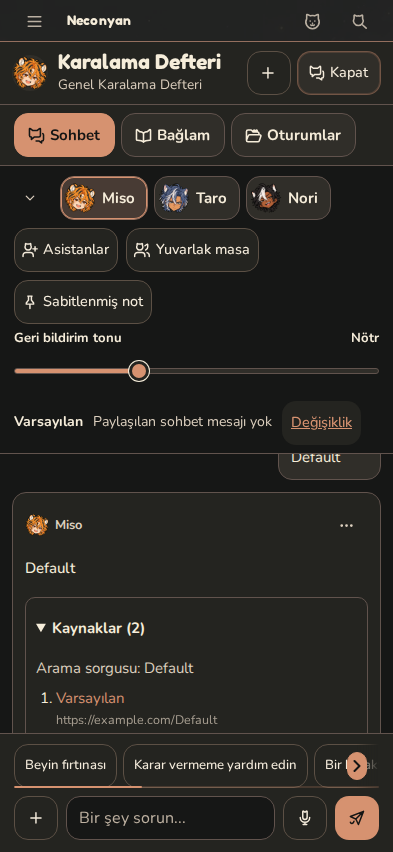 Neconyan
Karalama Defteri
Genel Karalama Defteri
Kapat
Sohbet
Bağlam
Oturumlar
Miso
Taro
Nori
Asistanlar
Yuvarlak masa
Sabitlenmiş not
Geri bildirim tonu
Nötr
Varsayılan
Paylaşılan sohbet mesajı yok
Değişiklik
Default
Miso
Default
Kaynaklar (2)
Arama sorgusu: Default
1. Varsayılan
https://example.com/Default
Beyin fırtınası
Karar vermeme yardım edin
Bir
Bir şey sorun...